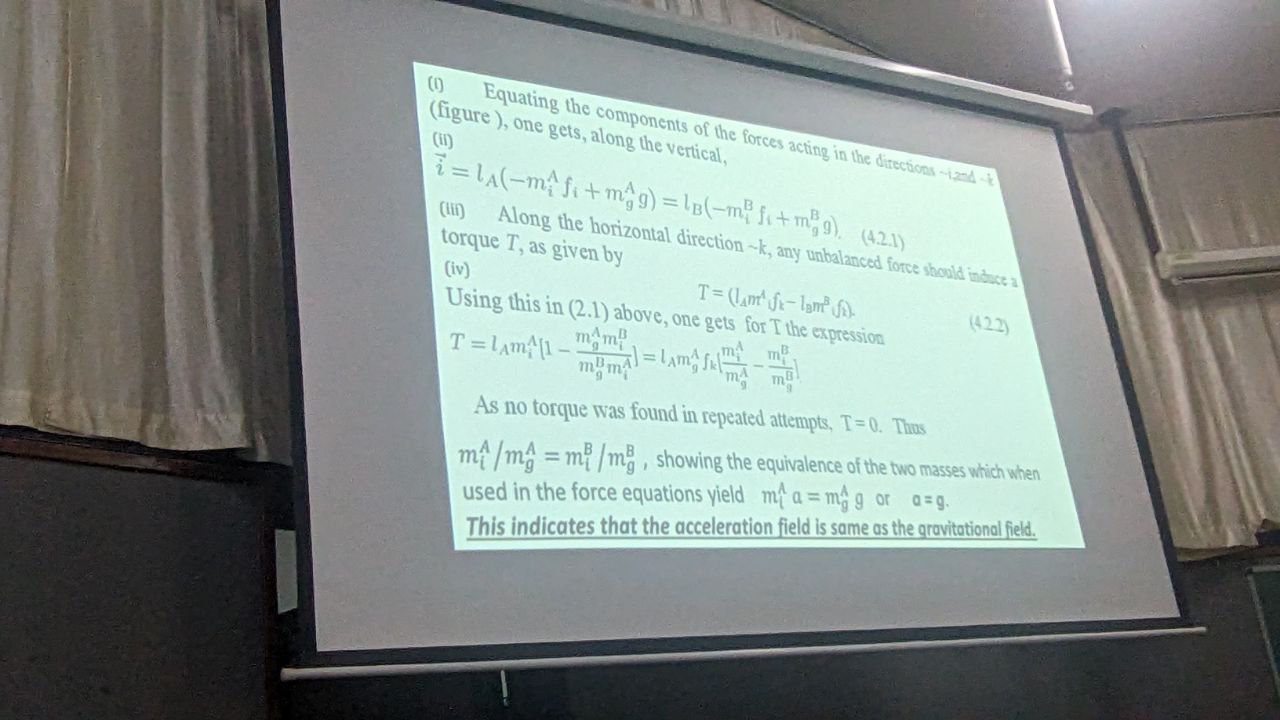 (i) Equating the components of the forces acting in the directions ~i,and ~k
(figure ), one gets, along the vertical,
(ii)
$\vec{i} = l_A(-m_i^A f_i + m_g^A g) = l_B(-m_i^B f_i + m_g^B g)$. (4.2.1)
(iii) Along the horizontal direction ~k, any unbalanced force should induce a
torque T, as given by
$T = (l_A m^A{}_i f_k - l_B m^B{}_i f_k)$. (4.2.2)
(iv)
Using this in (2.1) above, one gets for T the expression
$T = l_A m_i^A [1 - \frac{m_g^A m_i^B}{m_g^B m_i^A}] = l_A m_g^A f_k [\frac{m_i^A}{m_g^A} - \frac{m_i^B}{m_g^B}]$.
As no torque was found in repeated attempts, T = 0. Thus
$m_i^A / m_g^A = m_i^B / m_g^B$, showing the equivalence of the two masses which when
used in the force equations yield $m_i^A a = m_g^A g$ or a = g.
This indicates that the acceleration field is same as the gravitational field.